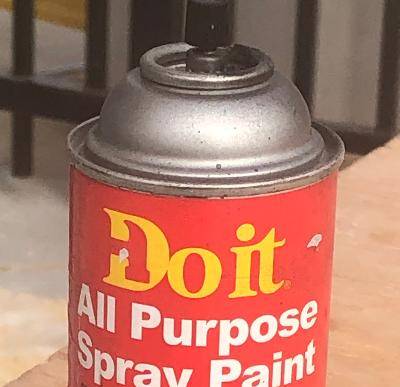 Do it
All Purpose
Spray Paint